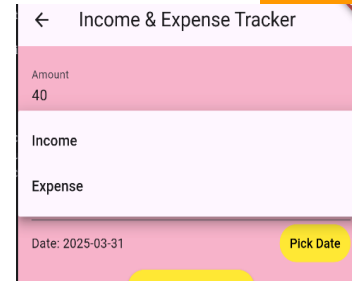 Income & Expense Tracker
Amount
40
Income
Expense
Date: 2025-03-31
Pick Date